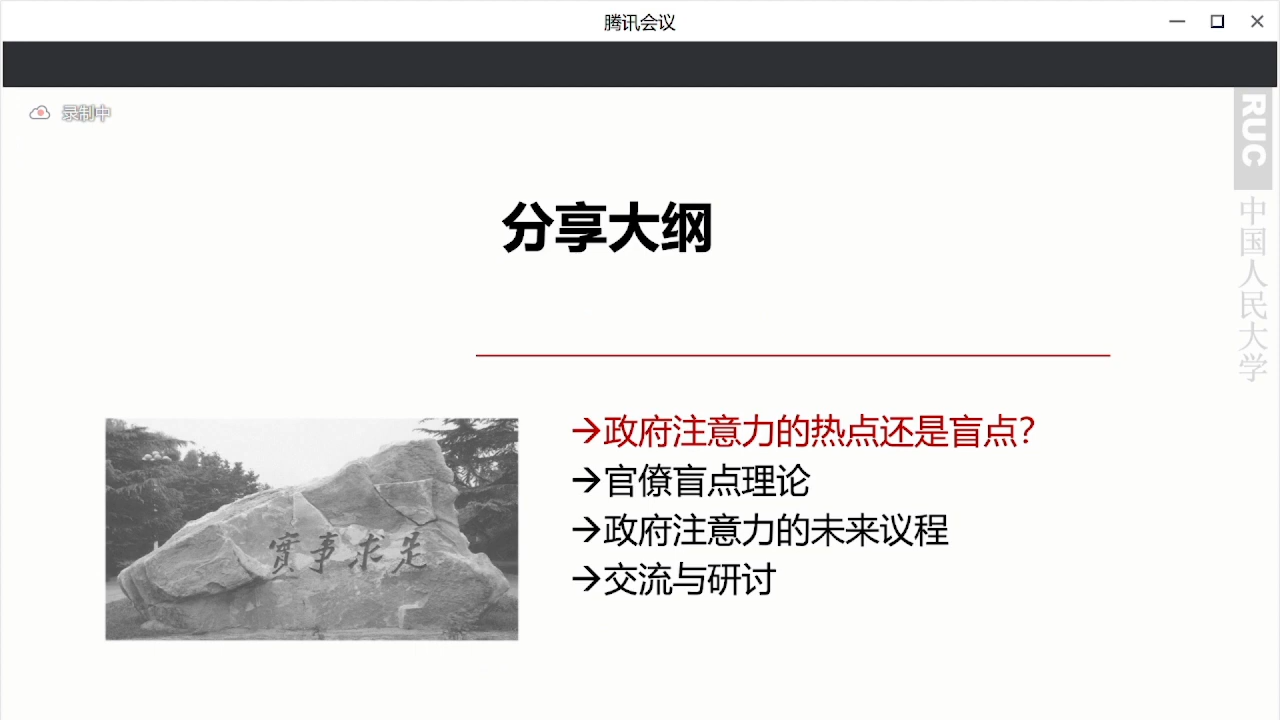 腾讯会议
录制中
RUC
中国人民大学
分享大纲
→政府注意力的热点还是盲点?
→官僚盲点理论
→政府注意力的未来议程
→交流与研讨
實事求是